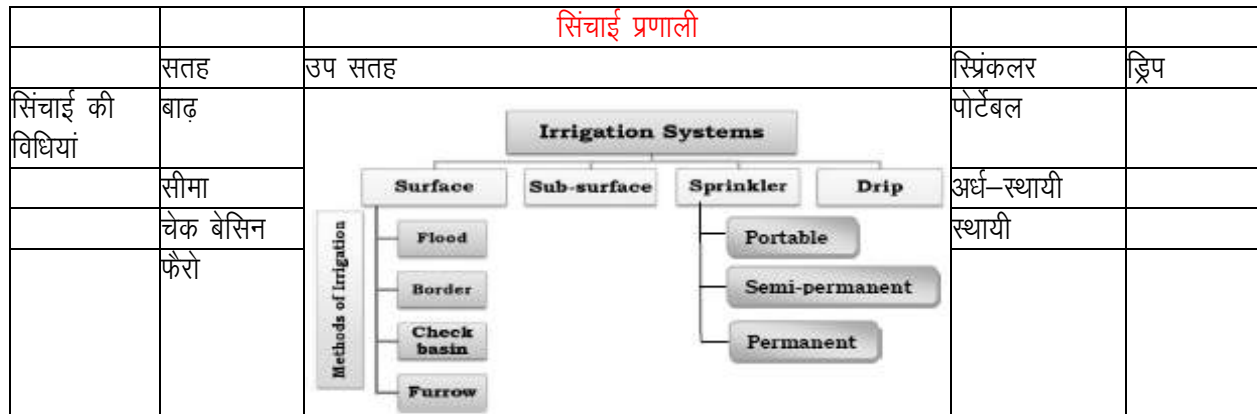 सिंचाई प्रणाली
सतह उप सतह स्प्रिंकलर ड्रिप
सिंचाई की
विधियां
बाढ़
पोर्टेबल
Irrigation Systems
Surface Sub-surface Sprinkler Drip
सीमा
अर्ध–स्थायी
चेक बेसिन
स्थायी
फैरो
Methods of Irrigation
Flood
Border
Check
basin
Furrow
Portable
Semi-permanent
Permanent